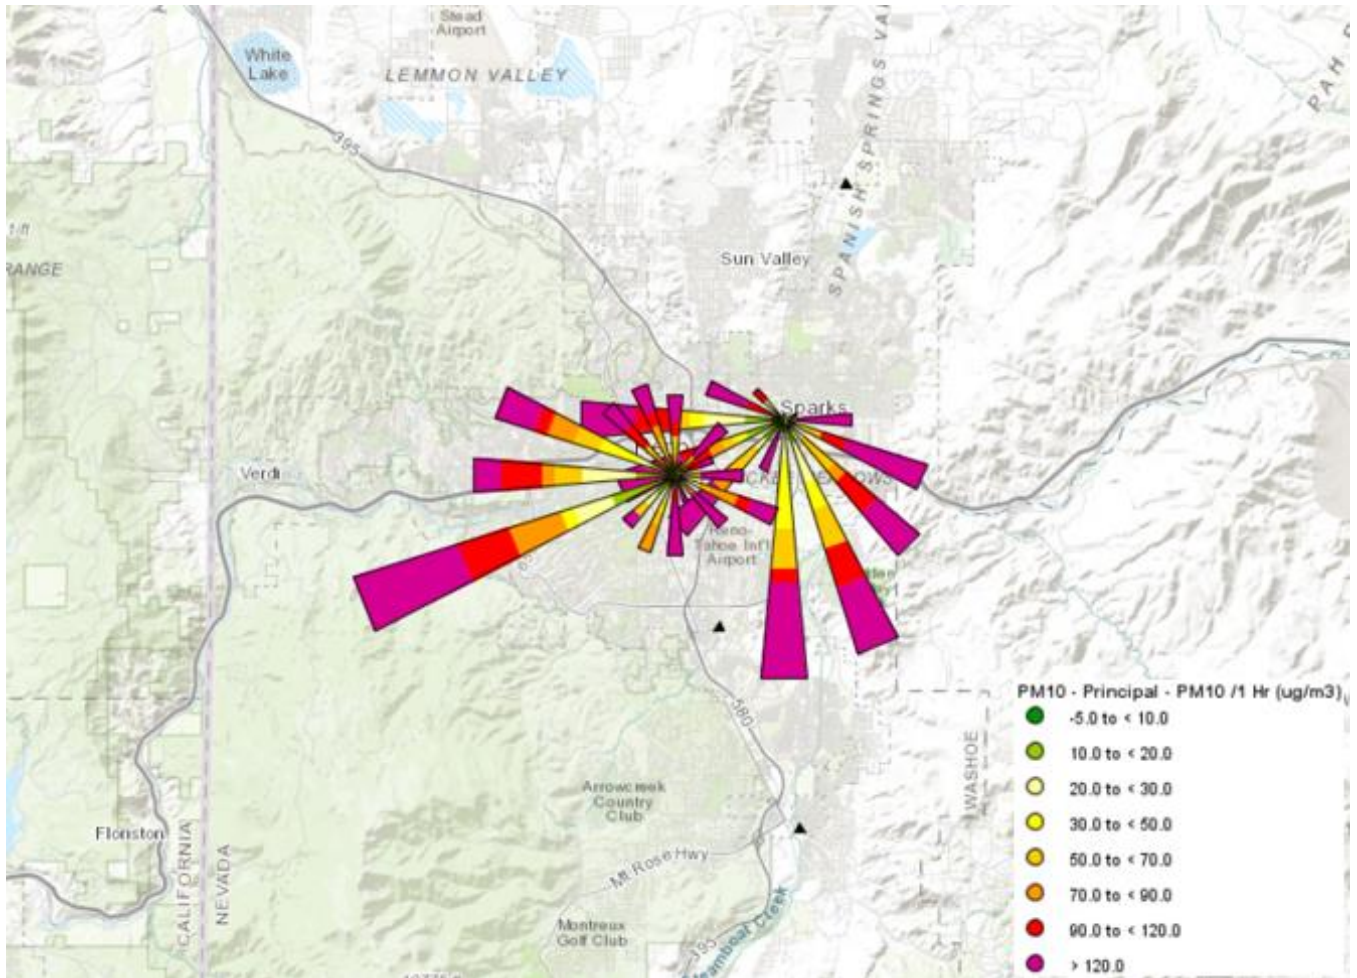 Stead
Airport
White
Lake
LEMMON VALLEY
395
SPANISH SPRINGS VA
PAH
RANGE
Sun Valley
Sparks
Verdi
Reno-
Tahoe Int'l
Airport
580
WASHOE
Arrowcreek
Country
Club
Mt Rose Hwy
Floriston
CALIFORNIA
NEVADA
Montreux
Golf Club
395
Steamboat Creek
PM10 - Principal - PM10 /1 Hr (ug/m3)
-5.0 to < 10.0
10.0 to < 20.0
20.0 to < 30.0
30.0 to < 50.0
50.0 to < 70.0
70.0 to < 90.0
90.0 to < 120.0
> 120.0